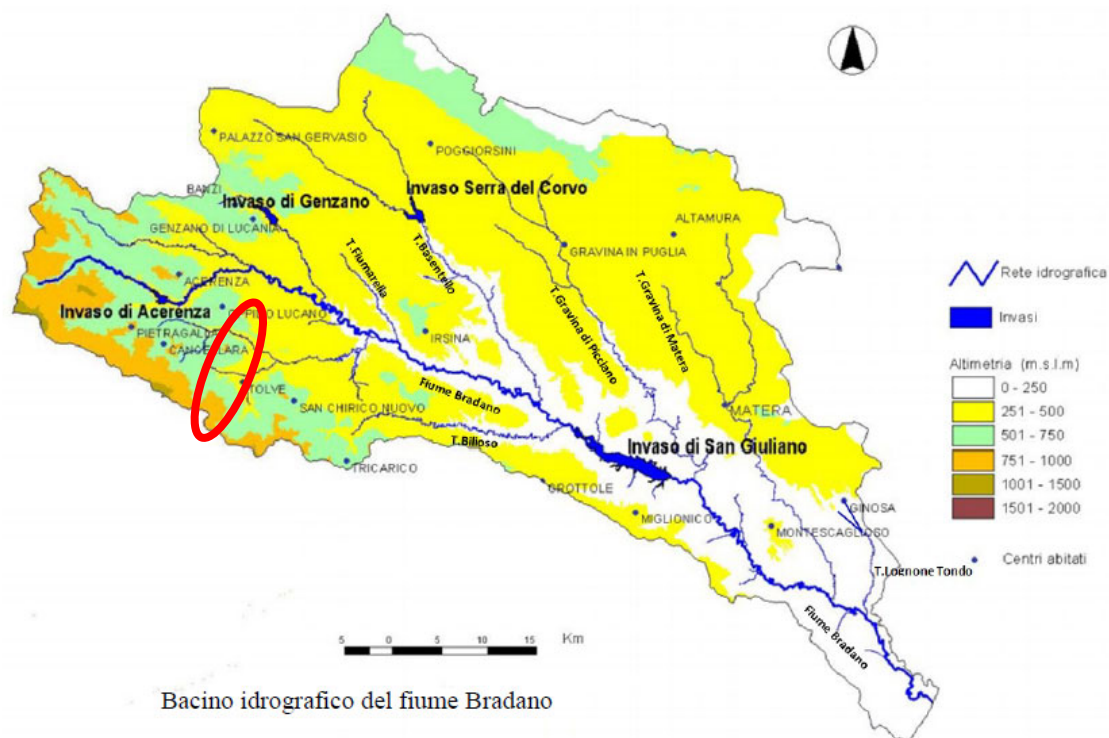 PALAZZO SAN GERVASIO
POGGIORSINI
BANZI
Invaso di Genzano
Invaso Serra del Corvo
GENZANO DI LUCANIA
ALTAMURA
GRAVINA IN PUGLIA
T.Fiumarella
T.Basentello
T.Gravina di Picciano
T.Gravina di Matera
ACERENZA
Invaso di Acerenza
LUCANO
PIETRAGALLA
CANCELLARA
IRSINA
TOLVE
SAN CHIRICO NUOVO
Fiume Bradano
T.Bilioso
MATERA
TRICARICO
Invaso di San Giuliano
GROTTOLE
MIGLIONICO
MONTESCAGLIOSO
GINOSA
T.Lognone Tondo
Fiume Bradano
Rete idrografica
Invasi
Altimetria (m.s.l.m)
0 - 250
251 - 500
501 - 750
751 - 1000
1001 - 1500
1501 - 2000
Centri abitati
5 0 5 10 15 Km
Bacino idrografico del fiume Bradano